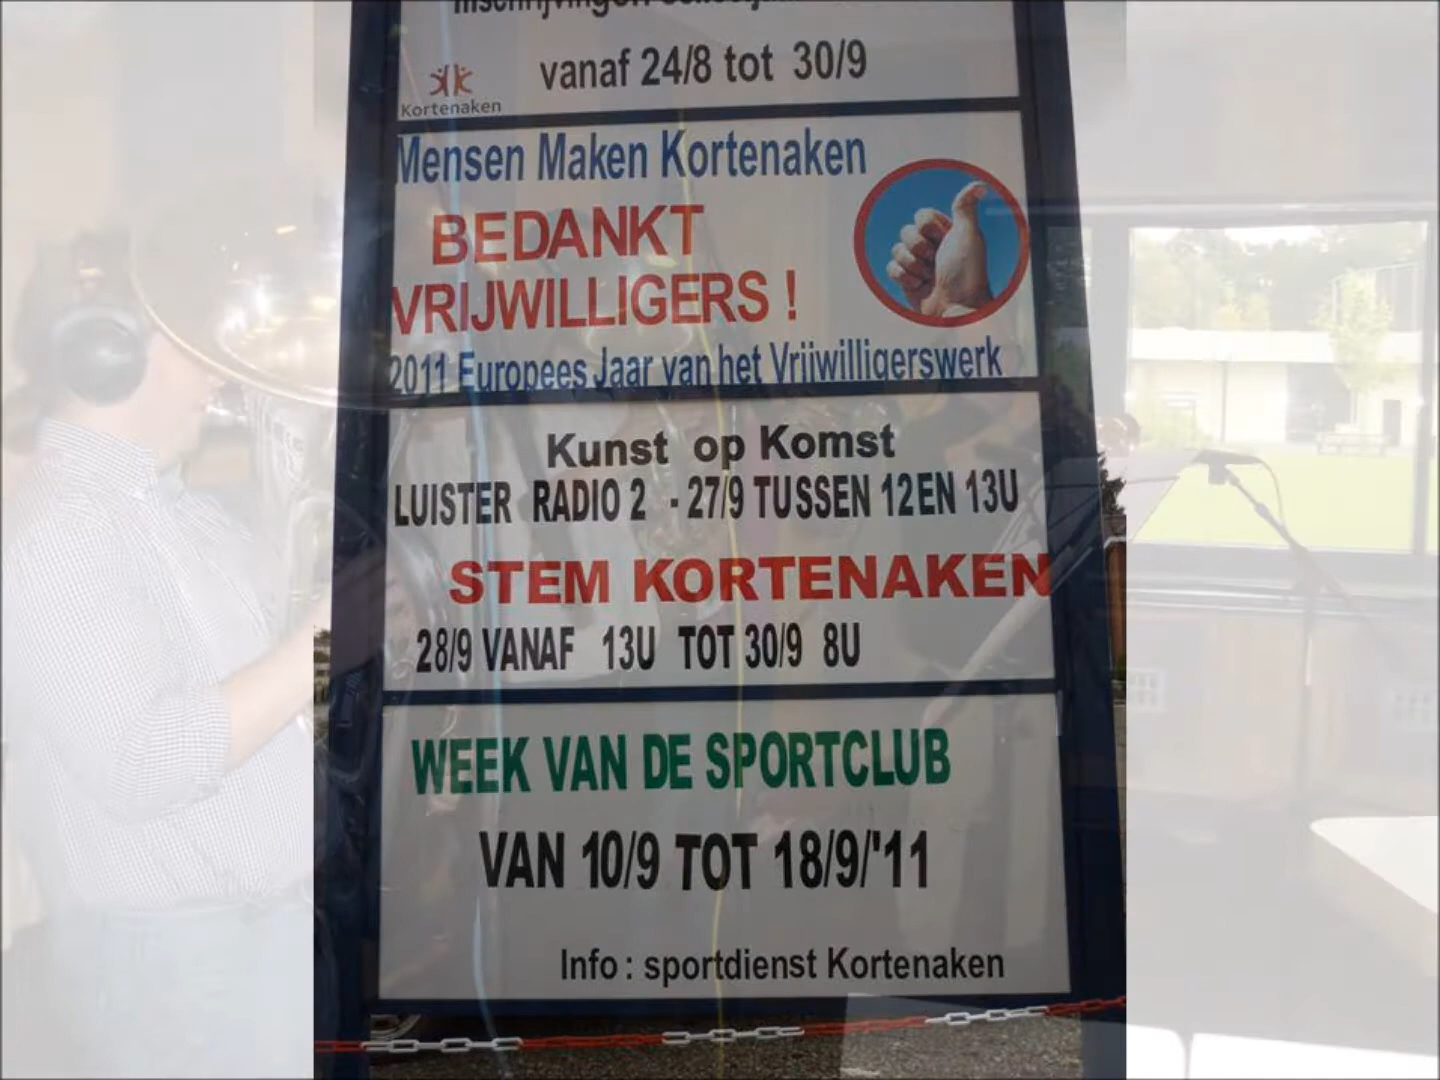 vanaf 24/8 tot 30/9
Kortenaken
Mensen Maken Kortenaken
BEDANKT
VRIJWILLIGERS !
2011 Europees Jaar van het Vrijwilligerswerk
Kunst op Komst
LUISTER RADIO 2 - 27/9 TUSSEN 12 EN 13U
STEM KORTENAKEN
28/9 VANAF 13U TOT 30/9 8U
WEEK VAN DE SPORTCLUB
VAN 10/9 TOT 18/9/'11
Info : sportdienst Kortenaken